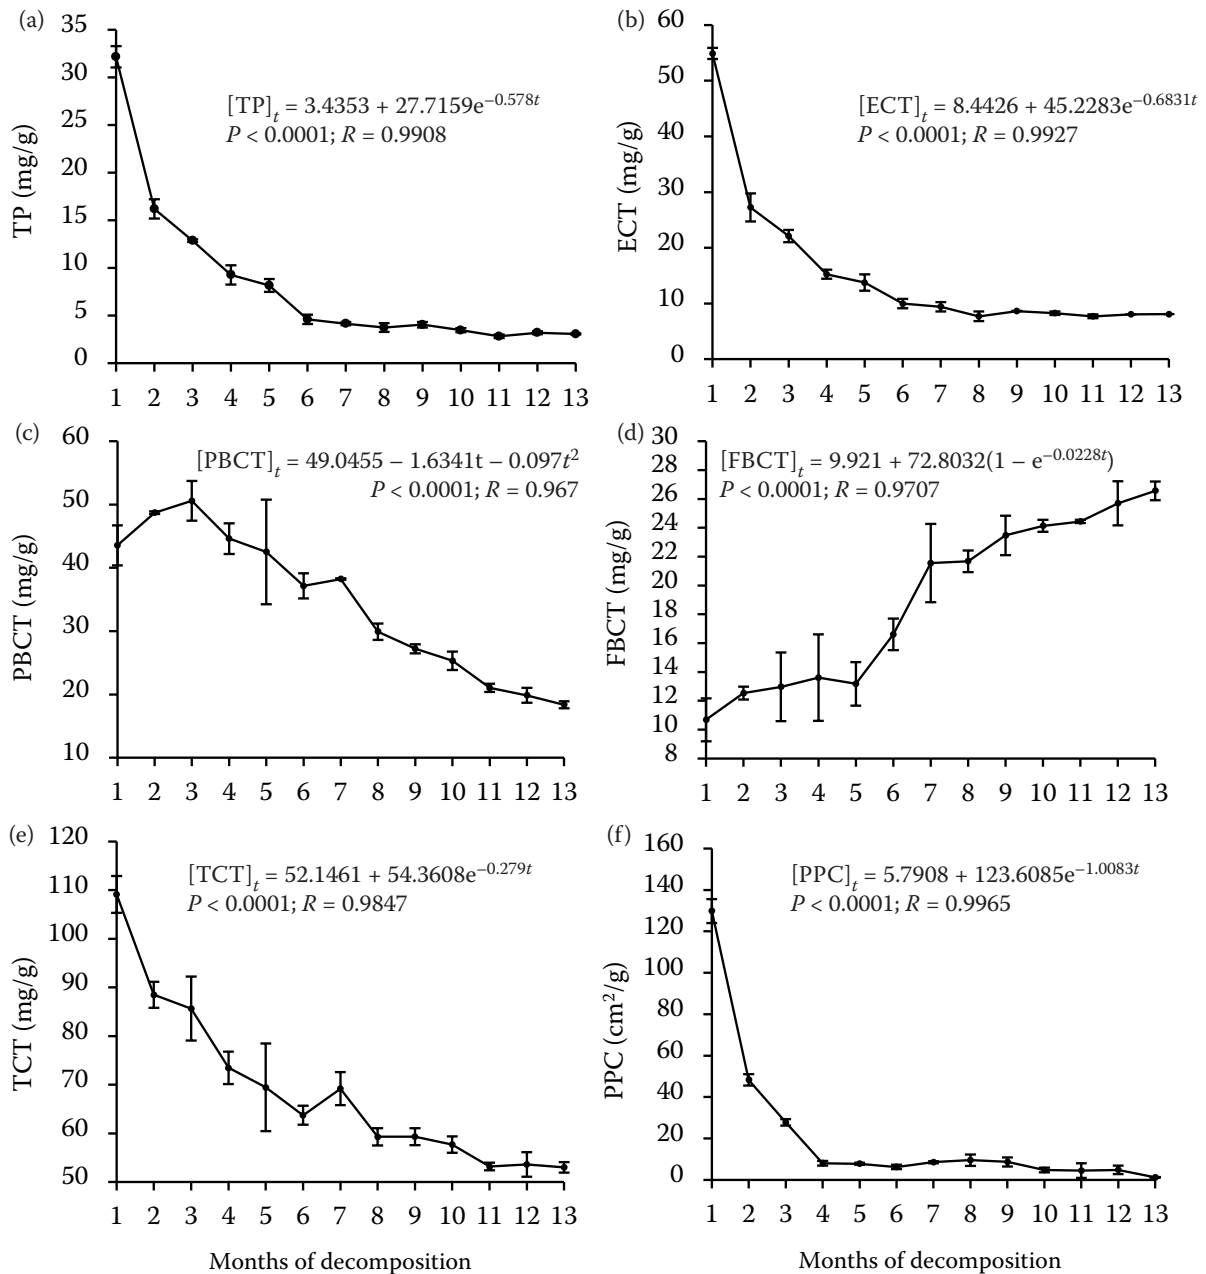 (a)
35
30
25
20
15
10
5
0
TP (mg/g)
[TP]t = 3.4353 + 27.7159e−0.578t
P < 0.0001; R = 0.9908
1 2 3 4 5 6 7 8 9 10 11 12 13
(b)
60
50
40
30
20
10
0
ECT (mg/g)
[ECT]t = 8.4426 + 45.2283e−0.6831t
P < 0.0001; R = 0.9927
1 2 3 4 5 6 7 8 9 10 11 12 13
(c)
60
50
40
30
20
10
PBCT (mg/g)
[PBCT]t = 49.0455 – 1.6341t – 0.097t2
P < 0.0001; R = 0.967
1 2 3 4 5 6 7 8 9 10 11 12 13
(d)
30
28
26
24
22
20
18
16
14
12
10
8
FBCT (mg/g)
[FBCT]t = 9.921 + 72.8032(1 – e−0.0228t)
P < 0.0001; R = 0.9707
1 2 3 4 5 6 7 8 9 10 11 12 13
(e)
120
110
100
90
80
70
60
50
TCT (mg/g)
[TCT]t = 52.1461 + 54.3608e−0.279t
P < 0.0001; R = 0.9847
1 2 3 4 5 6 7 8 9 10 11 12 13
Months of decomposition
(f)
160
140
120
100
80
60
40
20
0
PPC (cm2/g)
[PPC]t = 5.7908 + 123.6085e−1.0083t
P < 0.0001; R = 0.9965
1 2 3 4 5 6 7 8 9 10 11 12 13
Months of decomposition